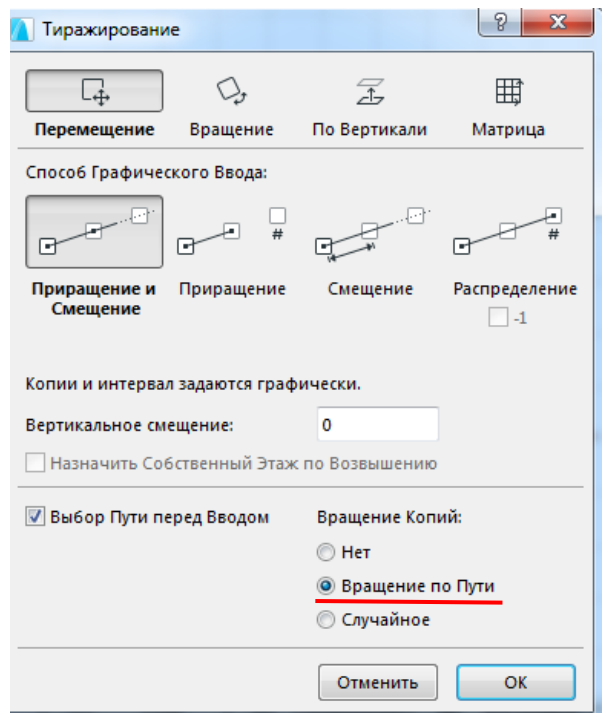 Тиражирование
?
Перемещение Вращение По Вертикали Матрица
Способ Графического Ввода:
# #
Приращение и Смещение Приращение Смещение Распределение
-1
Копии и интервал задаются графически.
Вертикальное смещение: 0
Назначить Собственный Этаж по Возвышению
Выбор Пути перед Вводом Вращение Копий:
Нет
Вращение по Пути
Случайное
Отменить ОК